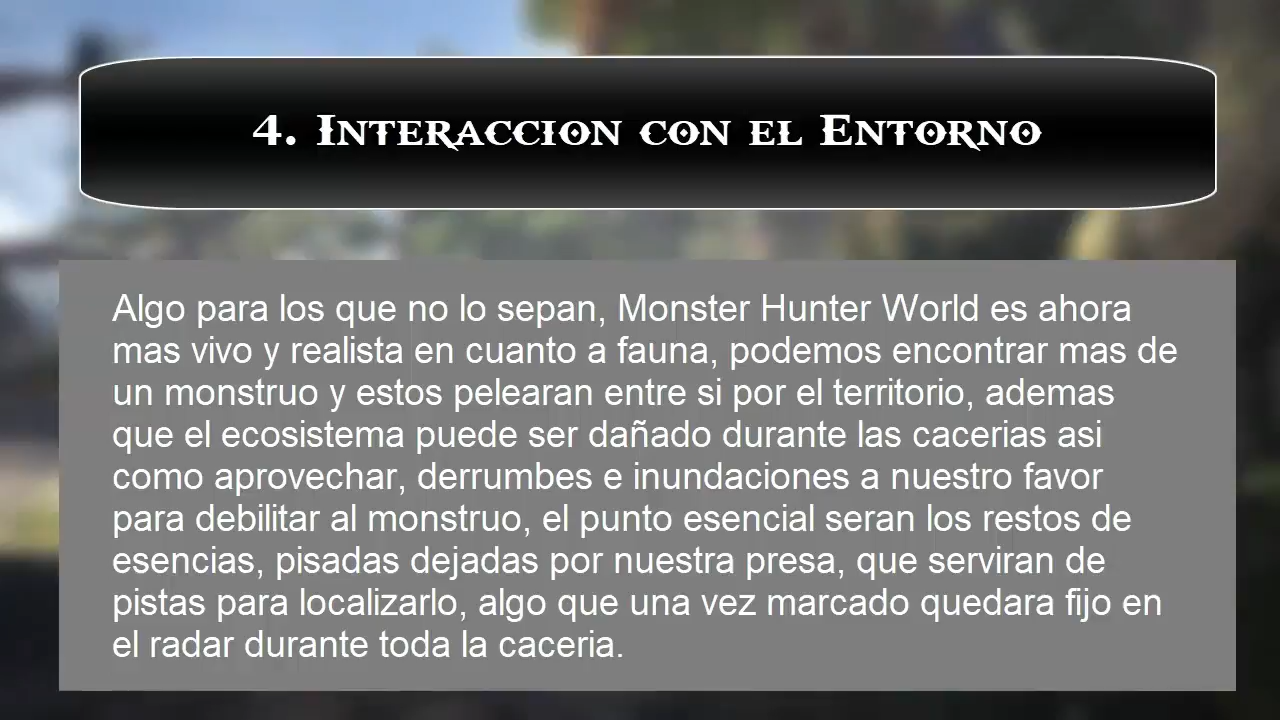 4. Interaccion con el Entorno
Algo para los que no lo sepan, Monster Hunter World es ahora
mas vivo y realista en cuanto a fauna, podemos encontrar mas de
un monstruo y estos pelearan entre si por el territorio, ademas
que el ecosistema puede ser dañado durante las cacerias asi
como aprovechar, derrumbes e inundaciones a nuestro favor
para debilitar al monstruo, el punto esencial seran los restos de
esencias, pisadas dejadas por nuestra presa, que serviran de
pistas para localizarlo, algo que una vez marcado quedara fijo en
el radar durante toda la caceria.